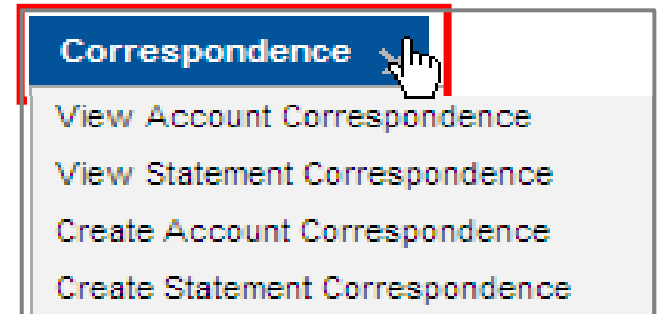 Correspondence
View Account Correspondence
View Statement Correspondence
Create Account Correspondence
Create Statement Correspondence